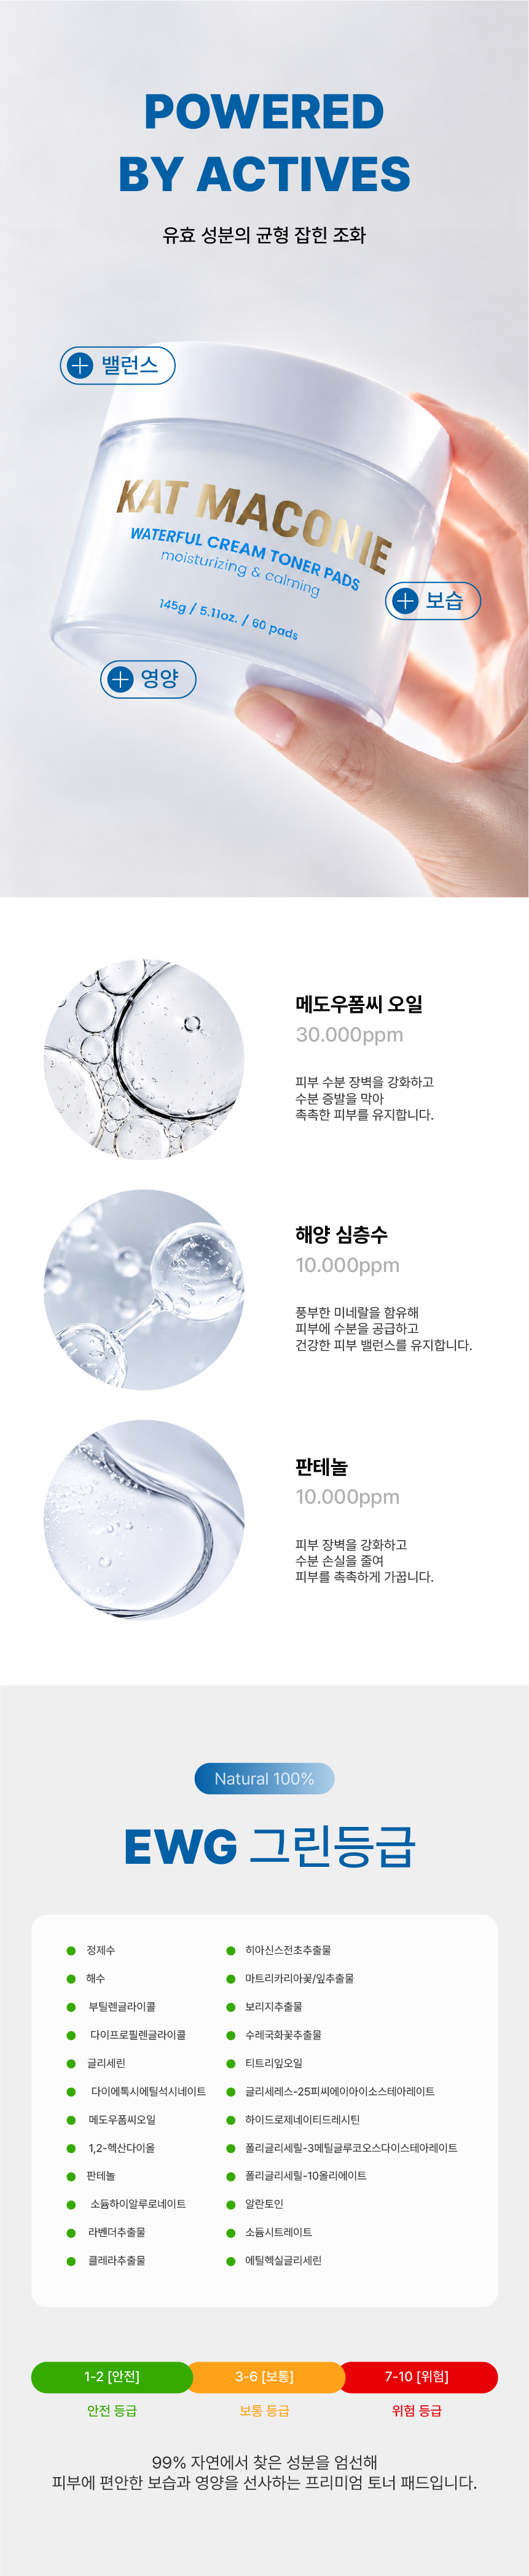 POWERED
BY ACTIVES
유효 성분의 균형 잡힌 조화
밸런스
KAT MACONIE
WATERFUL CREAM TONER PADS
moisturizing & calming
145g / 5.11oz. / 60 pads
보습
영양
메도우폼씨 오일
30.000ppm
피부 수분 장벽을 강화하고
수분 증발을 막아
촉촉한 피부를 유지합니다.
해양 심층수
10.000ppm
풍부한 미네랄을 함유해
피부에 수분을 공급하고
건강한 피부 밸런스를 유지합니다.
판테놀
10.000ppm
피부 장벽을 강화하고
수분 손실을 줄여
피부를 촉촉하게 가꿉니다.
Natural 100%
EWG 그린등급
정제수
해수
부틸렌글라이콜
다이프로필렌글라이콜
글리세린
다이에톡시에틸석시네이트
메도우폼씨오일
1,2-헥산다이올
판테놀
소듐하이알루로네이트
라벤더추출물
클레라추출물
히아신스전초추출물
마트리카리아꽃/잎추출물
보리지추출물
수레국화꽃추출물
티트리잎오일
글리세레스-25피씨에이아이소스테아레이트
하이드로제네이티드레시틴
폴리글리세릴-3메틸글루코오스다이스테아레이트
폴리글리세릴-10올리에이트
알란토인
소듐시트레이트
에틸헥실글리세린
1-2 [안전]
3-6 [보통]
7-10 [위험]
안전 등급
보통 등급
위험 등급
99% 자연에서 찾은 성분을 엄선해
피부에 편안한 보습과 영양을 선사하는 프리미엄 토너 패드입니다.